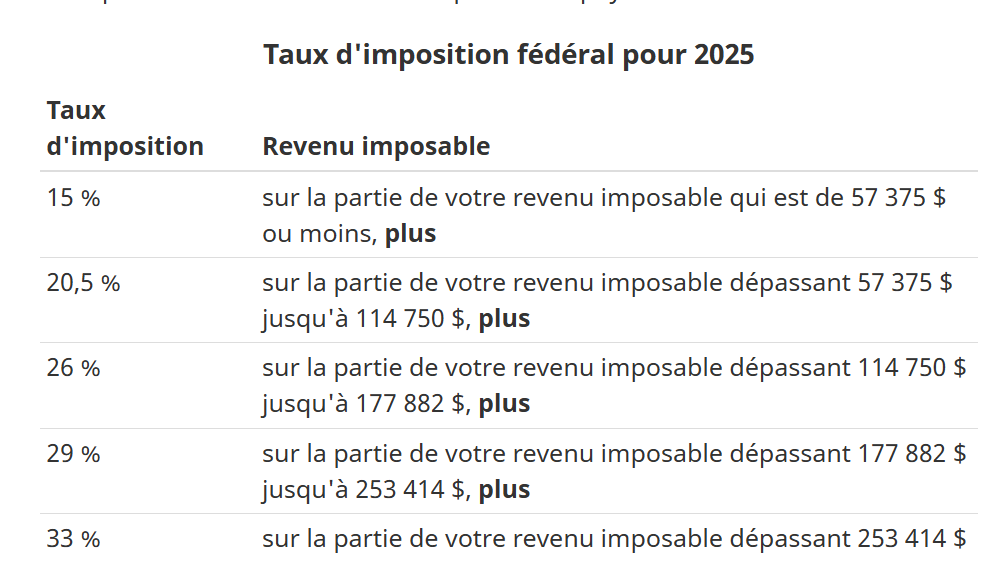 Taux d'imposition fédéral pour 2025
Taux
d'imposition
Revenu imposable
15 %
sur la partie de votre revenu imposable qui est de 57 375 $
ou moins, plus
20,5 %
sur la partie de votre revenu imposable dépassant 57 375 $
jusqu'à 114 750 $, plus
26 %
sur la partie de votre revenu imposable dépassant 114 750 $
jusqu'à 177 882 $, plus
29 %
sur la partie de votre revenu imposable dépassant 177 882 $
jusqu'à 253 414 $, plus
33 %
sur la partie de votre revenu imposable dépassant 253 414 $